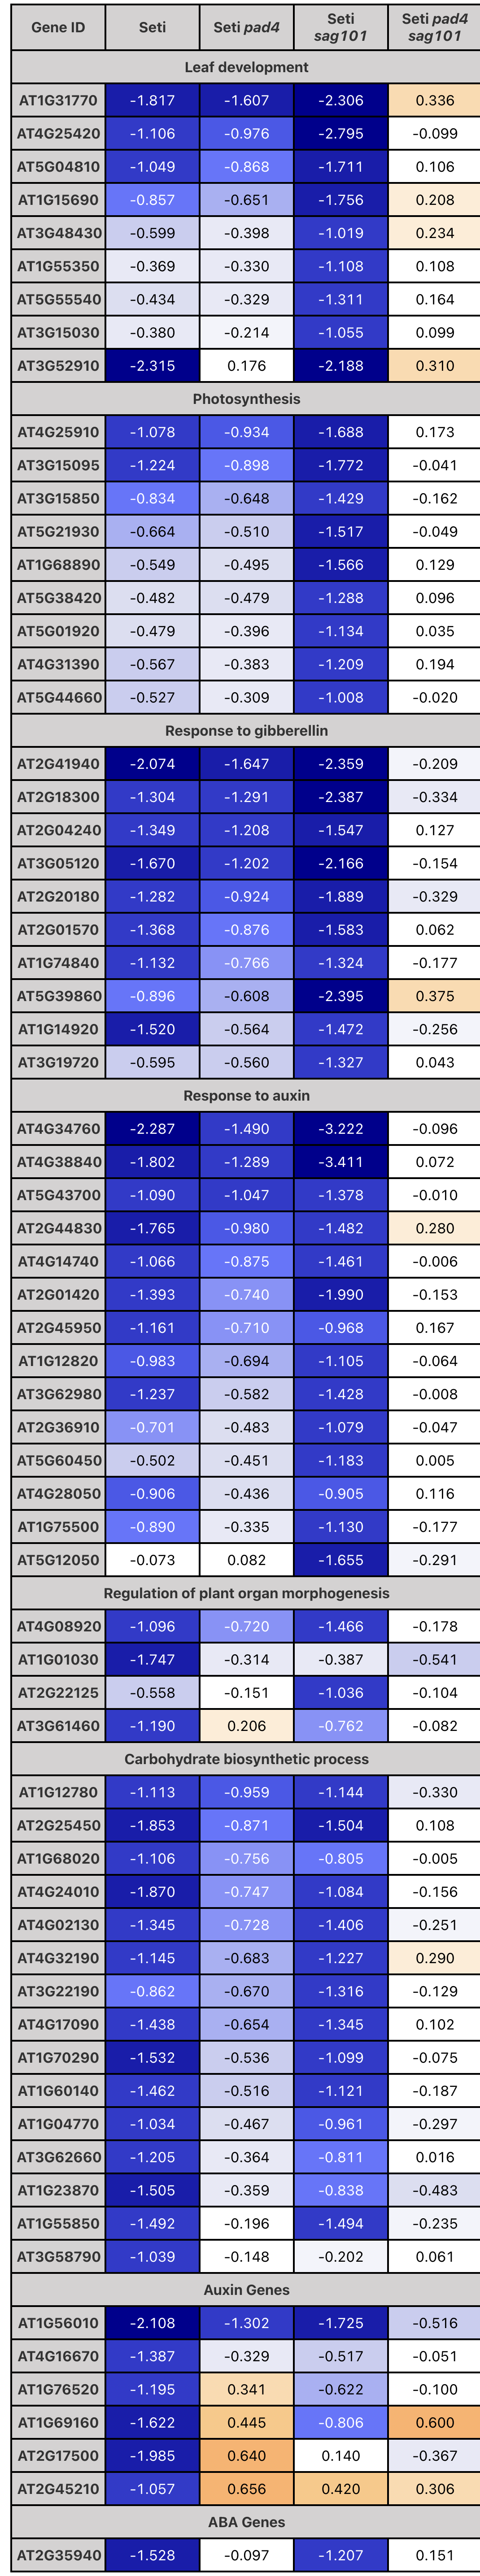 Gene ID Seti Seti pad4 Seti sag101 Seti pad4 sag101
Leaf development
AT1G31770 -1.817 -1.607 -2.306 0.336
AT4G25420 -1.106 -0.976 -2.795 -0.099
AT5G04810 -1.049 -0.868 -1.711 0.106
AT1G15690 -0.857 -0.651 -1.756 0.208
AT3G48430 -0.599 -0.398 -1.019 0.234
AT1G55350 -0.369 -0.330 -1.108 0.108
AT5G55540 -0.434 -0.329 -1.311 0.164
AT3G15030 -0.380 -0.214 -1.055 0.099
AT3G52910 -2.315 0.176 -2.188 0.310
Photosynthesis
AT4G25910 -1.078 -0.934 -1.688 0.173
AT3G15095 -1.224 -0.898 -1.772 -0.041
AT3G15850 -0.834 -0.648 -1.429 -0.162
AT5G21930 -0.664 -0.510 -1.517 -0.049
AT1G68890 -0.549 -0.495 -1.566 0.129
AT5G38420 -0.482 -0.479 -1.288 0.096
AT5G01920 -0.479 -0.396 -1.134 0.035
AT4G31390 -0.567 -0.383 -1.209 0.194
AT5G44660 -0.527 -0.309 -1.008 -0.020
Response to gibberellin
AT2G41940 -2.074 -1.647 -2.359 -0.209
AT2G18300 -1.304 -1.291 -2.387 -0.334
AT2G04240 -1.349 -1.208 -1.547 0.127
AT3G05120 -1.670 -1.202 -2.166 -0.154
AT2G20180 -1.282 -0.924 -1.889 -0.329
AT2G01570 -1.368 -0.876 -1.583 0.062
AT1G74840 -1.132 -0.766 -1.324 -0.177
AT5G39860 -0.896 -0.608 -2.395 0.375
AT1G14920 -1.520 -0.564 -1.472 -0.256
AT3G19720 -0.595 -0.560 -1.327 0.043
Response to auxin
AT4G34760 -2.287 -1.490 -3.222 -0.096
AT4G38840 -1.802 -1.289 -3.411 0.072
AT5G43700 -1.090 -1.047 -1.378 -0.010
AT2G44830 -1.765 -0.980 -1.482 0.280
AT4G14740 -1.066 -0.875 -1.461 -0.006
AT2G01420 -1.393 -0.740 -1.990 -0.153
AT2G45950 -1.161 -0.710 -0.968 0.167
AT1G12820 -0.983 -0.694 -1.105 -0.064
AT3G62980 -1.237 -0.582 -1.428 -0.008
AT2G36910 -0.701 -0.483 -1.079 -0.047
AT5G60450 -0.502 -0.451 -1.183 0.005
AT4G28050 -0.906 -0.436 -0.905 0.116
AT1G75500 -0.890 -0.335 -1.130 -0.177
AT5G12050 -0.073 0.082 -1.655 -0.291
Regulation of plant organ morphogenesis
AT4G08920 -1.096 -0.720 -1.466 -0.178
AT1G01030 -1.747 -0.314 -0.387 -0.541
AT2G22125 -0.558 -0.151 -1.036 -0.104
AT3G61460 -1.190 0.206 -0.762 -0.082
Carbohydrate biosynthetic process
AT1G12780 -1.113 -0.959 -1.144 -0.330
AT2G25450 -1.853 -0.871 -1.504 0.108
AT1G68020 -1.106 -0.756 -0.805 -0.005
AT4G24010 -1.870 -0.747 -1.084 -0.156
AT4G02130 -1.345 -0.728 -1.406 -0.251
AT4G32190 -1.145 -0.683 -1.227 0.290
AT3G22190 -0.862 -0.670 -1.316 -0.129
AT4G17090 -1.438 -0.654 -1.345 0.102
AT1G70290 -1.532 -0.536 -1.099 -0.075
AT1G60140 -1.462 -0.516 -1.121 -0.187
AT1G04770 -1.034 -0.467 -0.961 -0.297
AT3G62660 -1.205 -0.364 -0.811 0.016
AT1G23870 -1.505 -0.359 -0.838 -0.483
AT1G55850 -1.492 -0.196 -1.494 -0.235
AT3G58790 -1.039 -0.148 -0.202 0.061
Auxin Genes
AT1G56010 -2.108 -1.302 -1.725 -0.516
AT4G16670 -1.387 -0.329 -0.517 -0.051
AT1G76520 -1.195 0.341 -0.622 -0.100
AT1G69160 -1.622 0.445 -0.806 0.600
AT2G17500 -1.985 0.640 0.140 -0.367
AT2G45210 -1.057 0.656 0.420 0.306
ABA Genes
AT2G35940 -1.528 -0.097 -1.207 0.151